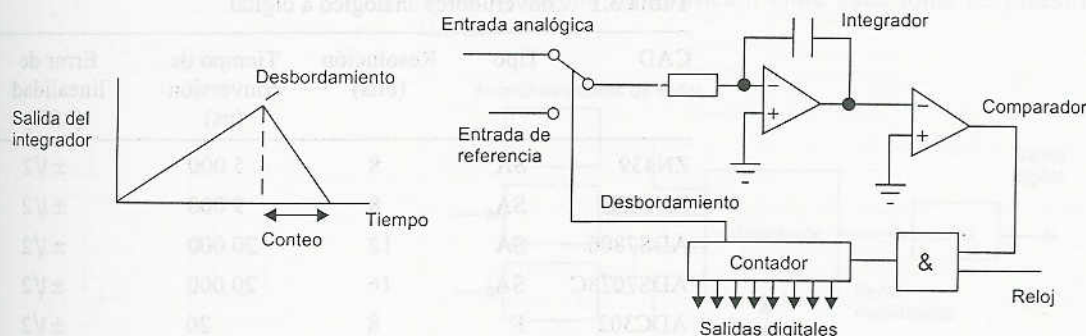 Entrada analógica
Integrador
Desbordamiento
Salida del
integrador
Comparador
Entrada de
referencia
Tiempo
Desbordamiento
Conteo
Contador
&
Reloj
Salidas digitales